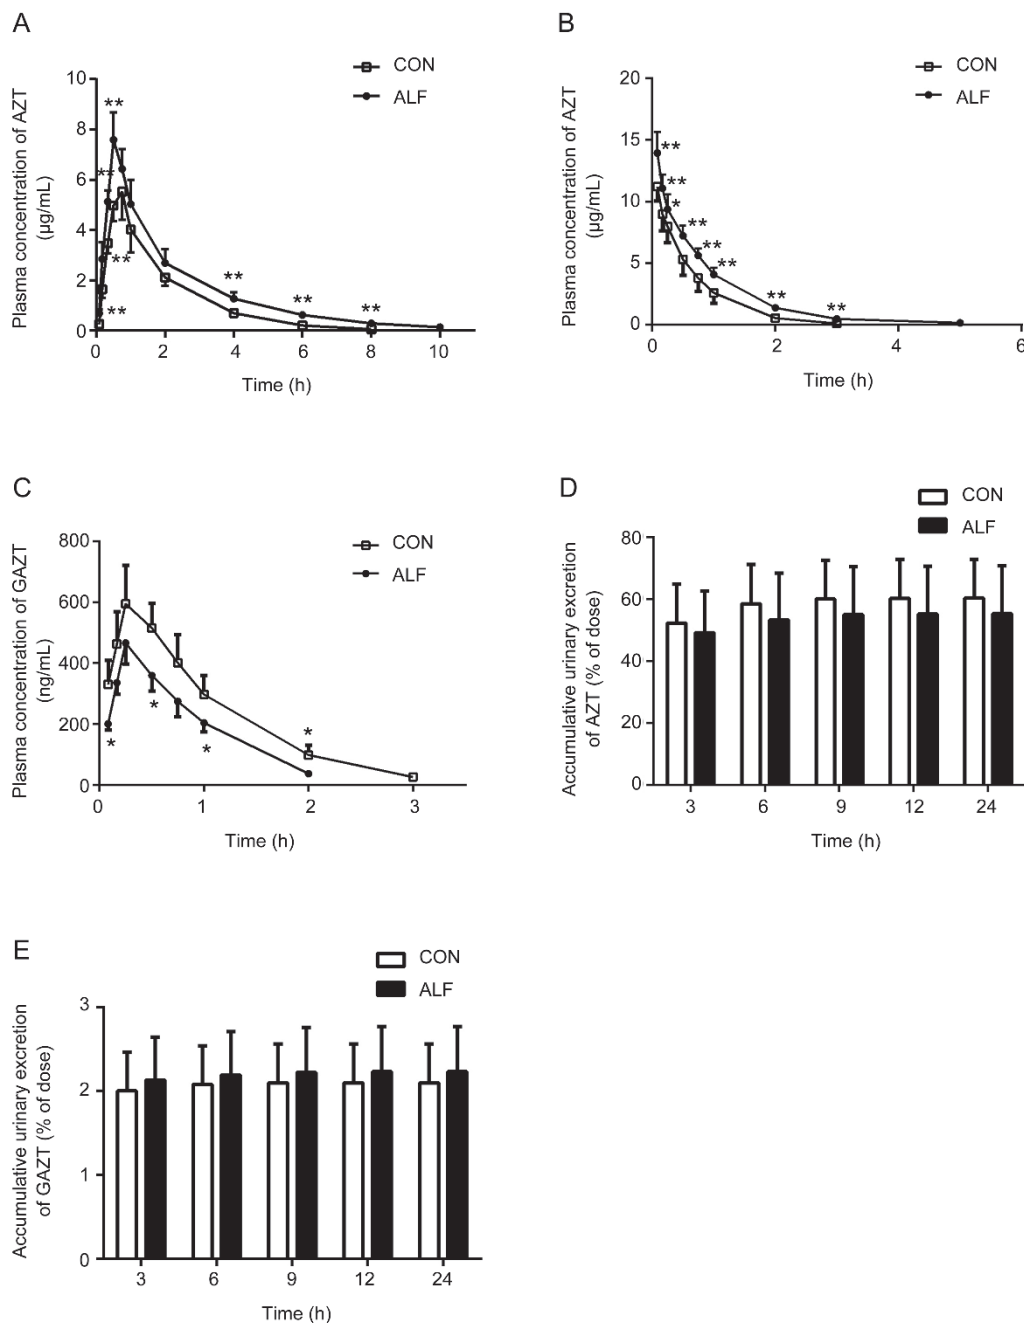 A
CON
ALF
Plasma concentration of AZT
(μg/mL)
10
8
6
4
2
0
**
**
**
**
**
**
**
0
2
4
6
8
10
Time (h)
B
CON
ALF
Plasma concentration of AZT
(μg/mL)
20
15
10
5
0
**
**
*
**
**
**
**
**
0
2
4
6
Time (h)
C
CON
ALF
Plasma concentration of GAZT
(ng/mL)
800
600
400
200
0
*
*
*
*
0
1
2
3
Time (h)
D
CON
ALF
Accumulative urinary excretion
of AZT (% of dose)
80
60
40
20
0
3
6
9
12
24
Time (h)
E
CON
ALF
Accumulative urinary excretion
of GAZT (% of dose)
3
2
1
0
3
6
9
12
24
Time (h)